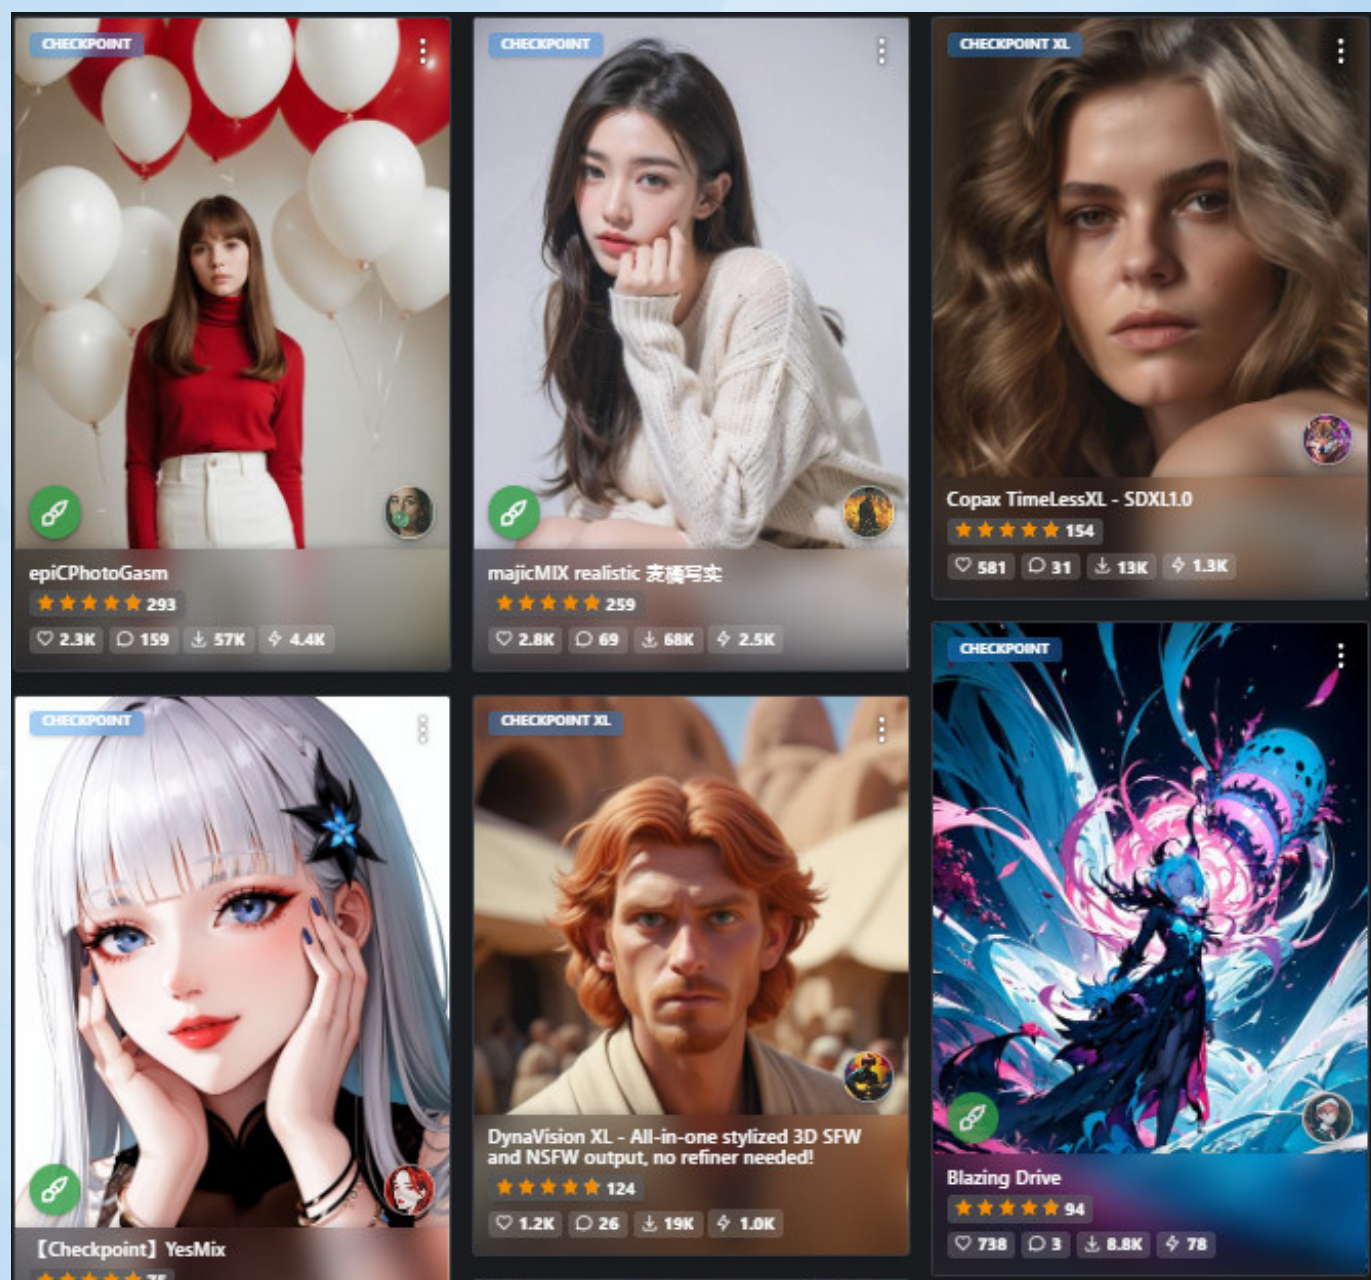 CHECKPOINT
epiCPhotoGasm
293
2.3K 159 57K 4.4K
CHECKPOINT
majicMIX realistic 麦橘写实
259
2.8K 69 68K 2.5K
CHECKPOINT XL
Copax TimeLessXL - SDXL1.0
154
581 31 13K 1.3K
CHECKPOINT
【Checkpoint】YesMix
75
CHECKPOINT XL
DynaVision XL - All-in-one stylized 3D SFW
and NSFW output, no refiner needed!
124
1.2K 26 19K 1.0K
CHECKPOINT
Blazing Drive
94
738 3 8.8K 78